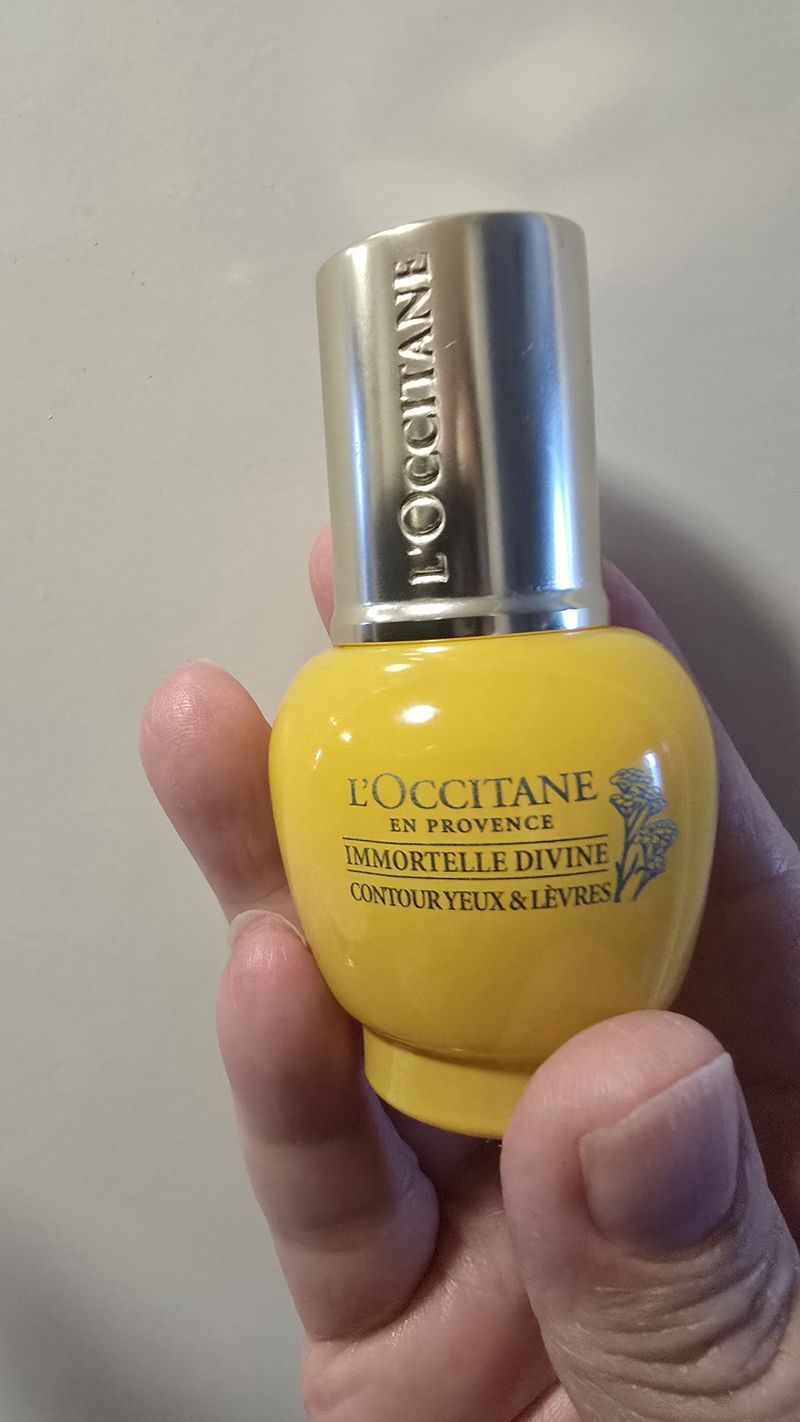 L'OCCITANE
L'OCCITANE
EN PROVENCE
IMMORTELLE DIVINE
CONTOUR YEUX & LÈVRES